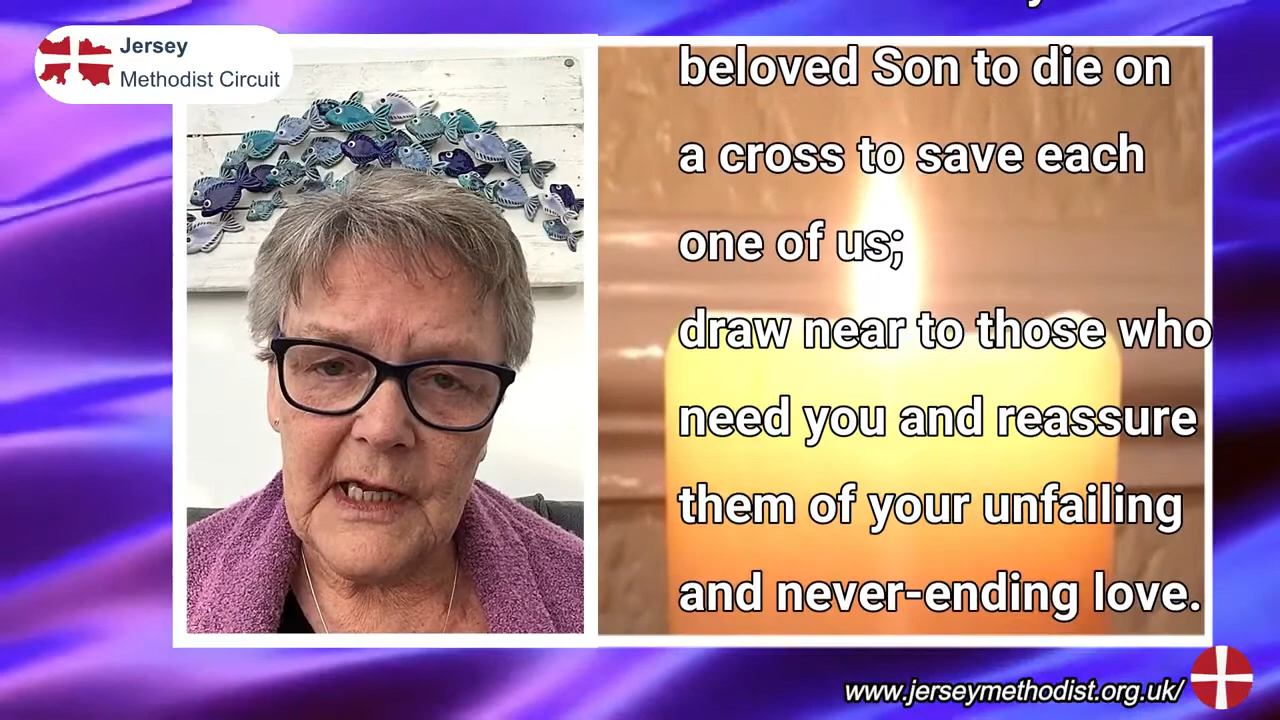 Jersey
Methodist Circuit
beloved Son to die on
a cross to save each
one of us;
draw near to those who
need you and reassure
them of your unfailing
and never-ending love.
www.jerseymethodist.org.uk/